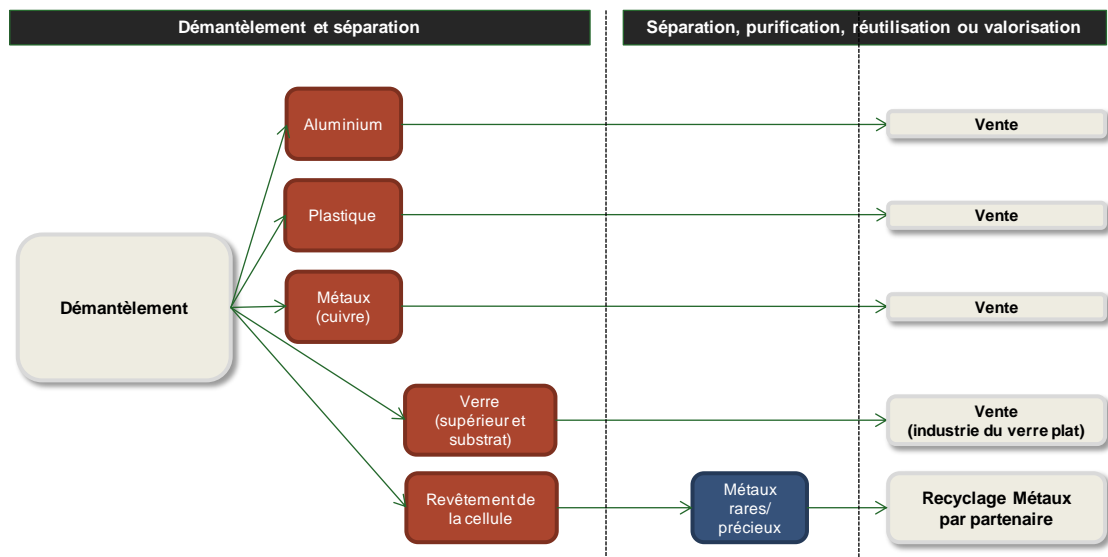 Démantèlement et séparation
Séparation, purification, réutilisation ou valorisation
Aluminium
Vente
Plastique
Vente
Démantèlement
Métaux
(cuivre)
Vente
Verre
(supérieur et
substrat)
Vente
(industrie du verre plat)
Revêtement de
la cellule
Métaux
rares/
précieux
Recyclage Métaux
par partenaire